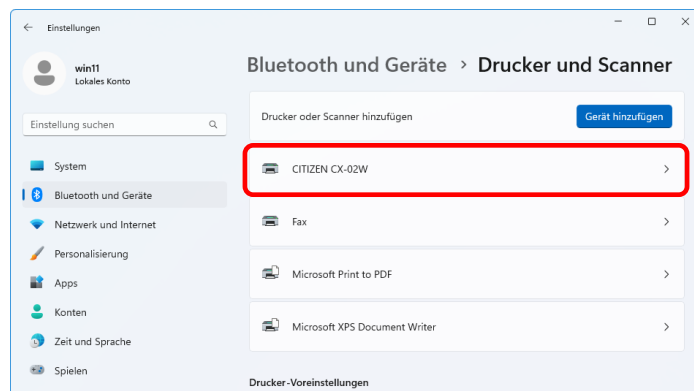 Einstellungen
win11
Lokales Konto
Einstellung suchen
System
Bluetooth und Geräte
Netzwerk und Internet
Personalisierung
Apps
Konten
Zeit und Sprache
Spielen
Bluetooth und Geräte > Drucker und Scanner
Drucker oder Scanner hinzufügen
Gerät hinzufügen
CITIZEN CX-02W
Fax
Microsoft Print to PDF
Microsoft XPS Document Writer
Drucker-Voreinstellungen